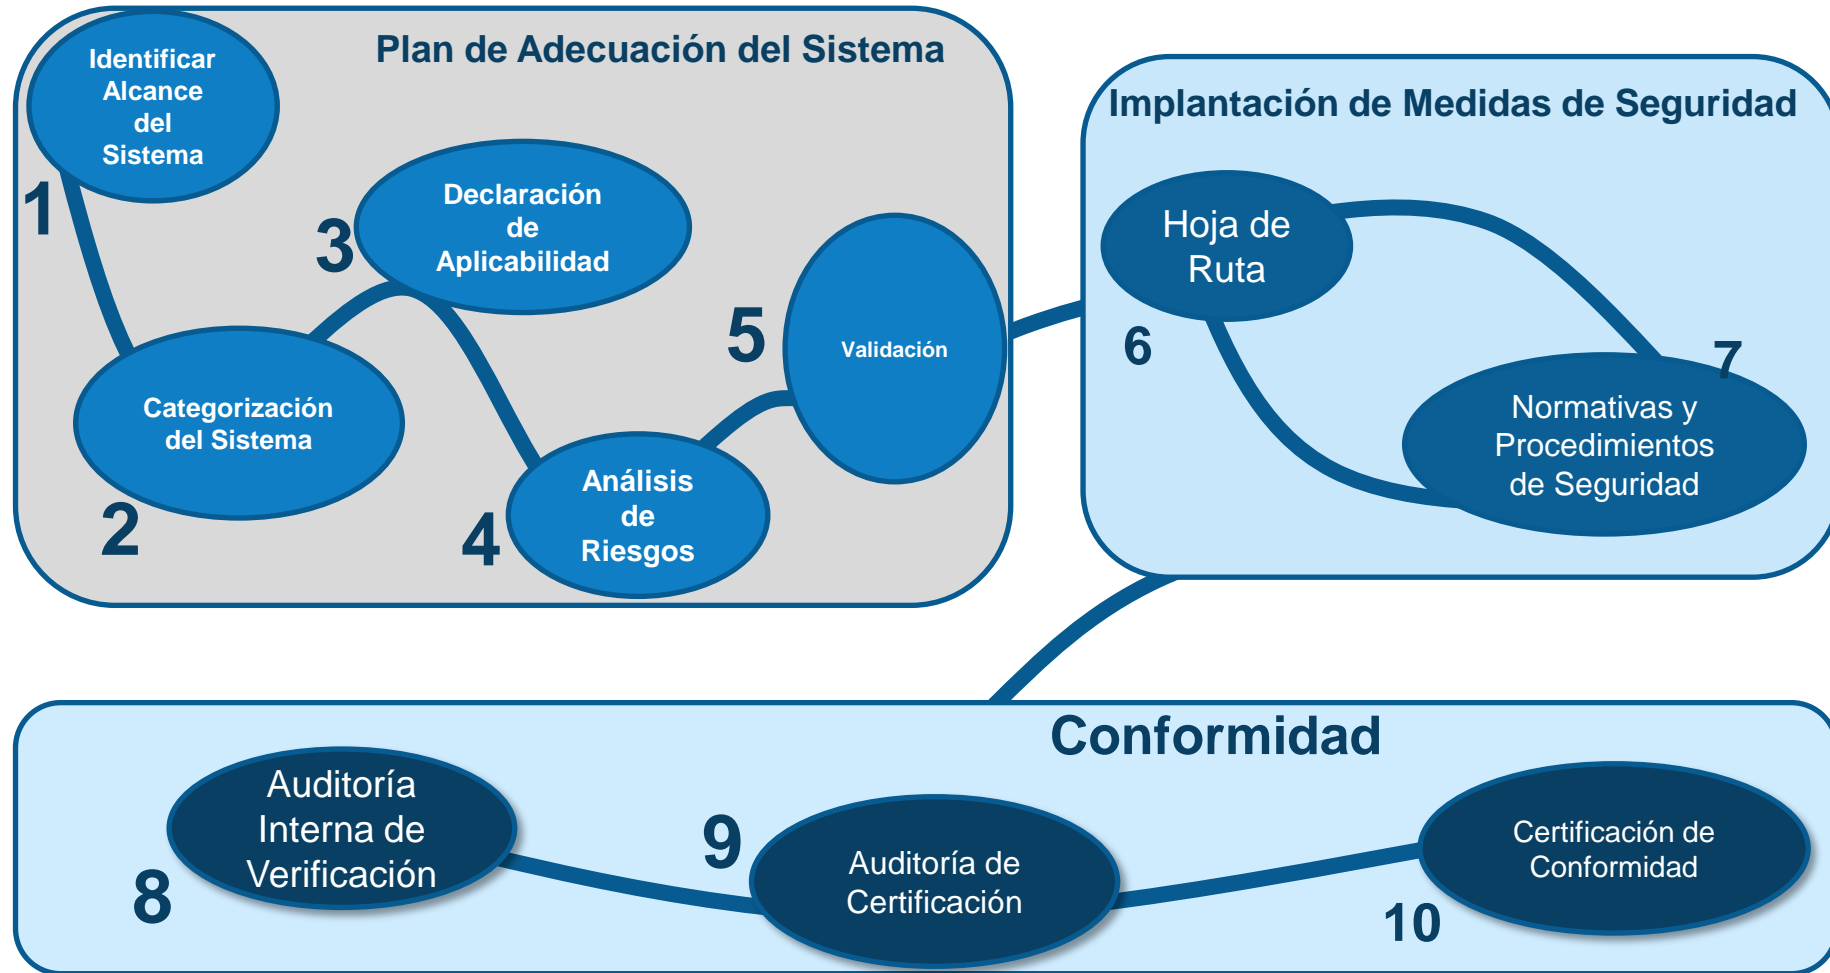 Plan de Adecuación del Sistema
1
Identificar
Alcance
del
Sistema
2
Categorización
del Sistema
3
Declaración
de
Aplicabilidad
4
Análisis
de
Riesgos
5
Validación
Implantación de Medidas de Seguridad
6
Hoja de
Ruta
7
Normativas y
Procedimientos
de Seguridad
Conformidad
8
Auditoría
Interna de
Verificación
9
Auditoría de
Certificación
10
Certificación de
Conformidad